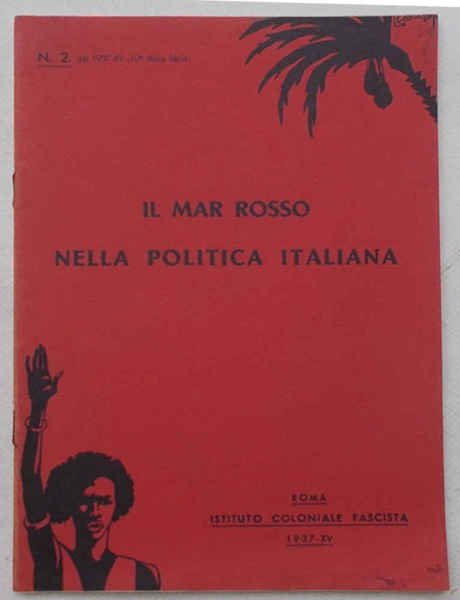 N. 2.
IL MAR ROSSO
NELLA POLITICA ITALIANA
ROMA
ISTITUTO COLONIALE FASCISTA
1937-XV